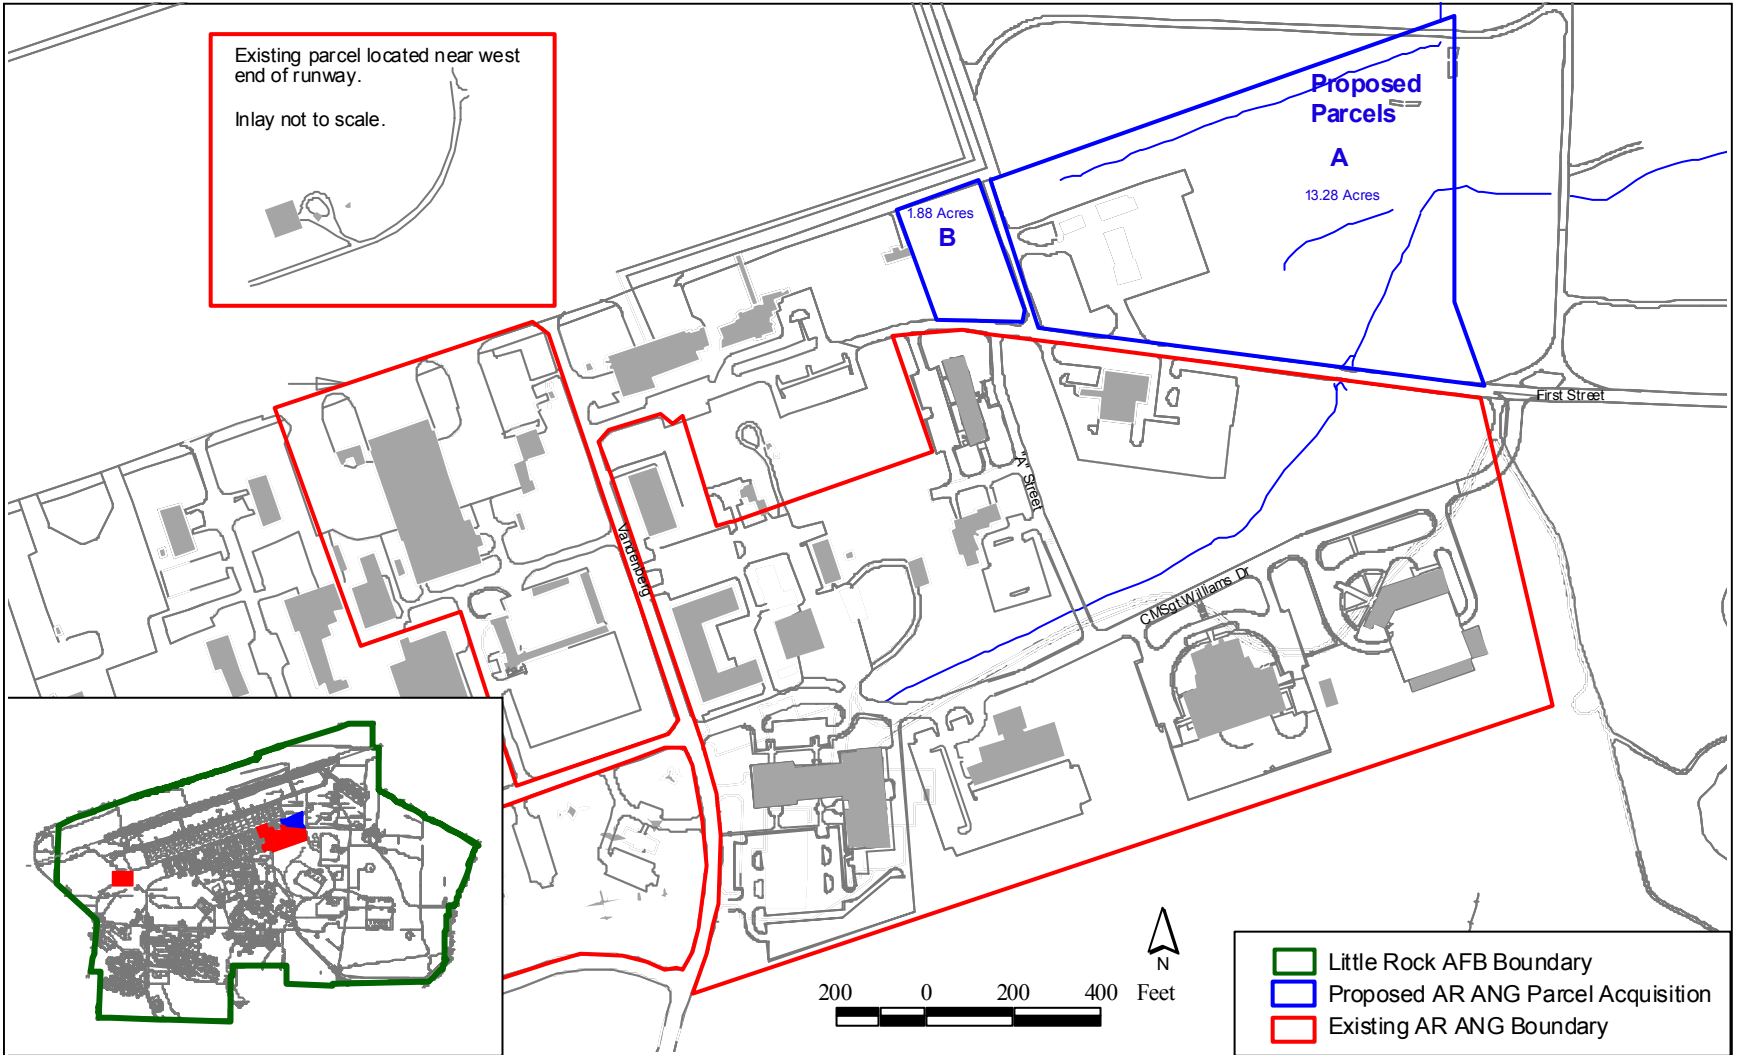 Existing parcel located near west
end of runway.
Inlay not to scale.
Proposed
Parcels
A
13.28 Acres
1.88 Acres
B
First Street
"A" Street
Vandenberg
CMSgt Williams Dr
N
200 0 200 400 Feet
Little Rock AFB Boundary
Proposed AR ANG Parcel Acquisition
Existing AR ANG Boundary